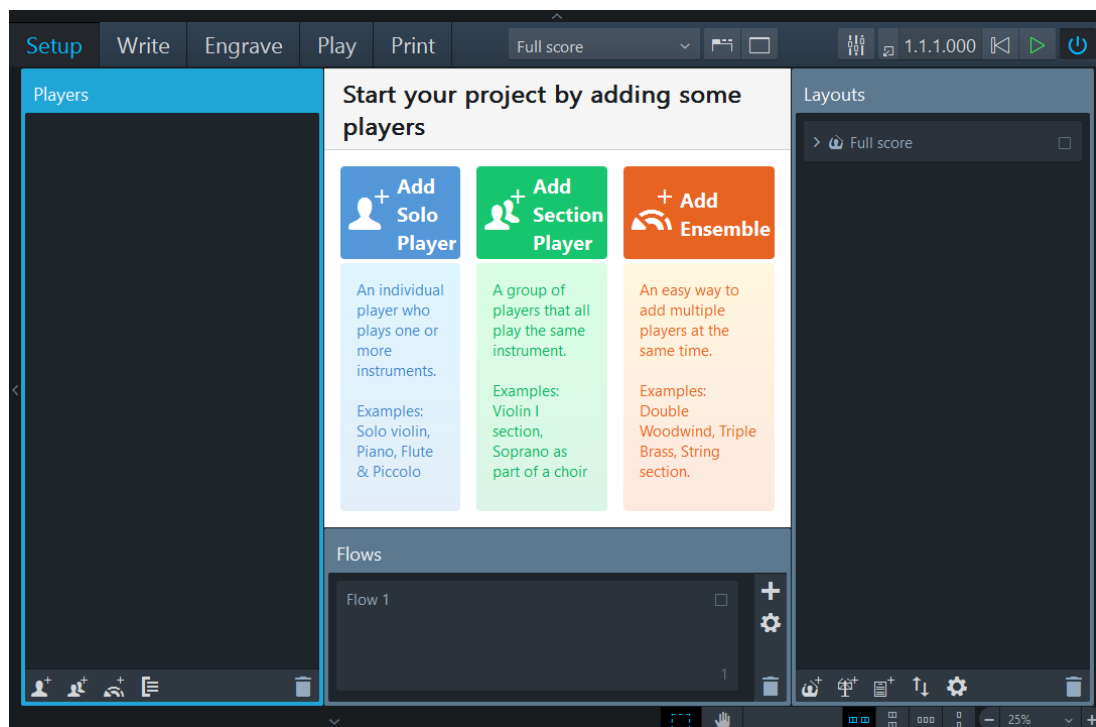 Setup Write Engrave Play Print Full score 1.1.1.000
Players
Start your project by adding some
players
Layouts
Full score
Add
Solo
Player
Add
Section
Player
Add
Ensemble
An individual
player who
plays one or
more
instruments.
Examples:
Solo violin,
Piano, Flute
& Piccolo
A group of
players that all
play the same
instrument.
Examples:
Violin I
section,
Soprano as
part of a choir
An easy way to
add multiple
players at the
same time.
Examples:
Double
Woodwind, Triple
Brass, String
section.
Flows
Flow 1
1
25%